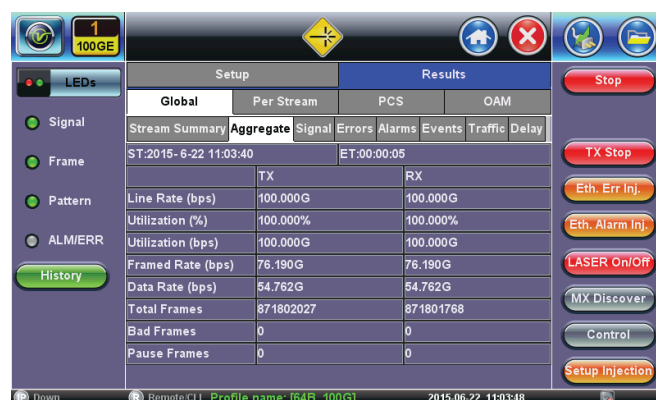 1
100GE
LEDs
Signal
Frame
Pattern
ALM/ERR
History
Setup Results
Global Per Stream PCS OAM
Stream Summary Aggregate Signal Errors Alarms Events Traffic Delay
ST:2015- 6-22 11:03:40 ET:00:00:05
TX RX
Line Rate (bps) 100.000G 100.000G
Utilization (%) 100.000% 100.000%
Utilization (bps) 100.000G 100.000G
Framed Rate (bps) 76.190G 76.190G
Data Rate (bps) 54.762G 54.762G
Total Frames 871802027 871801768
Bad Frames 0 0
Pause Frames 0 0
Stop
TX Stop
Eth. Err Inj.
Eth. Alarm Inj.
LASER On/Off
MX Discover
Control
Setup Injection
IP Down R Remote/CLI Profile name: [64B_100G] 2015-06-22 11:03:48